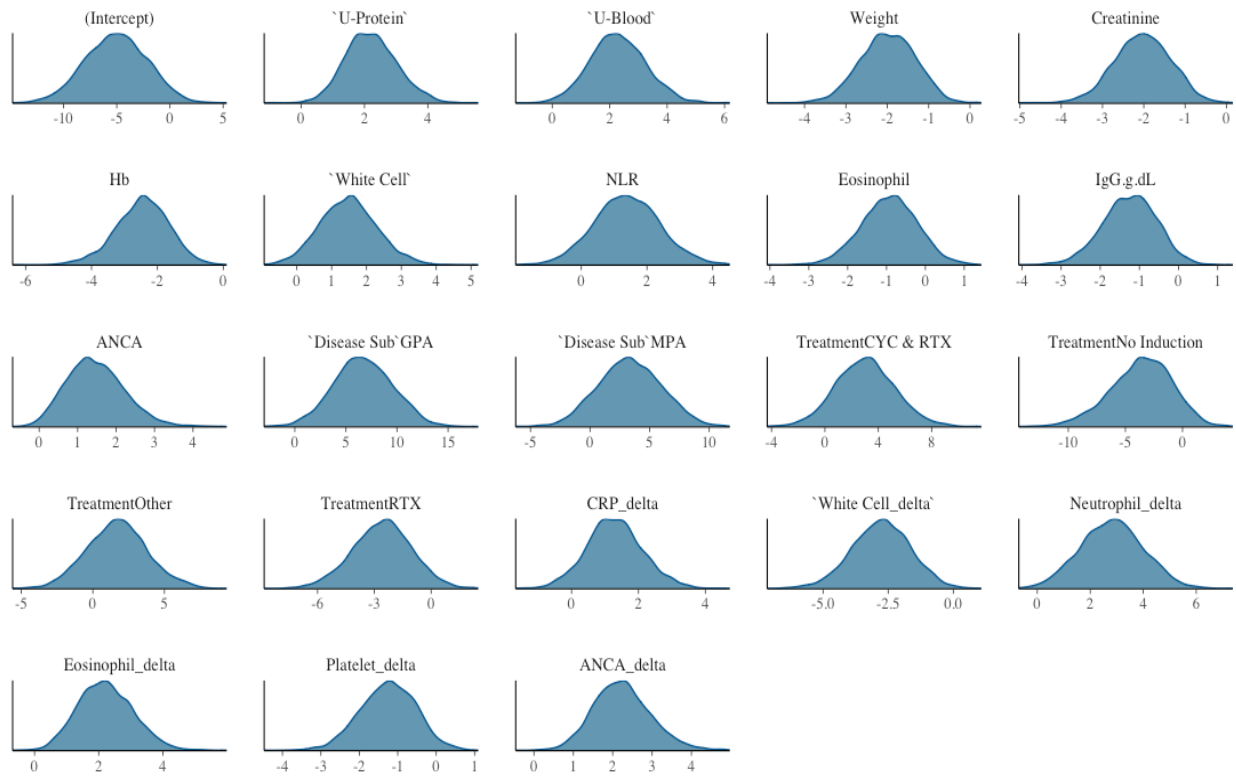 (Intercept) `U-Protein` `U-Blood` Weight Creatinine
-10 -5 0 5 0 2 4 0 2 4 6 -4 -3 -2 -1 0 -5 -4 -3 -2 -1 0
Hb `White Cell` NLR Eosinophil IgG.g.dL
-6 -4 -2 0 0 1 2 3 4 5 0 2 4 -4 -3 -2 -1 0 1 -4 -3 -2 -1 0 1
ANCA `Disease Sub`GPA `Disease Sub`MPA TreatmentCYC & RTX TreatmentNo Induction
0 1 2 3 4 0 5 10 15 -5 0 5 10 -4 0 4 8 -10 -5 0
TreatmentOther TreatmentRTX CRP_delta `White Cell_delta` Neutrophil_delta
-5 0 5 -6 -3 0 0 2 4 -5.0 -2.5 0.0 0 2 4 6
Eosinophil_delta Platelet_delta ANCA_delta
0 2 4 -4 -3 -2 -1 0 1 0 1 2 3 4